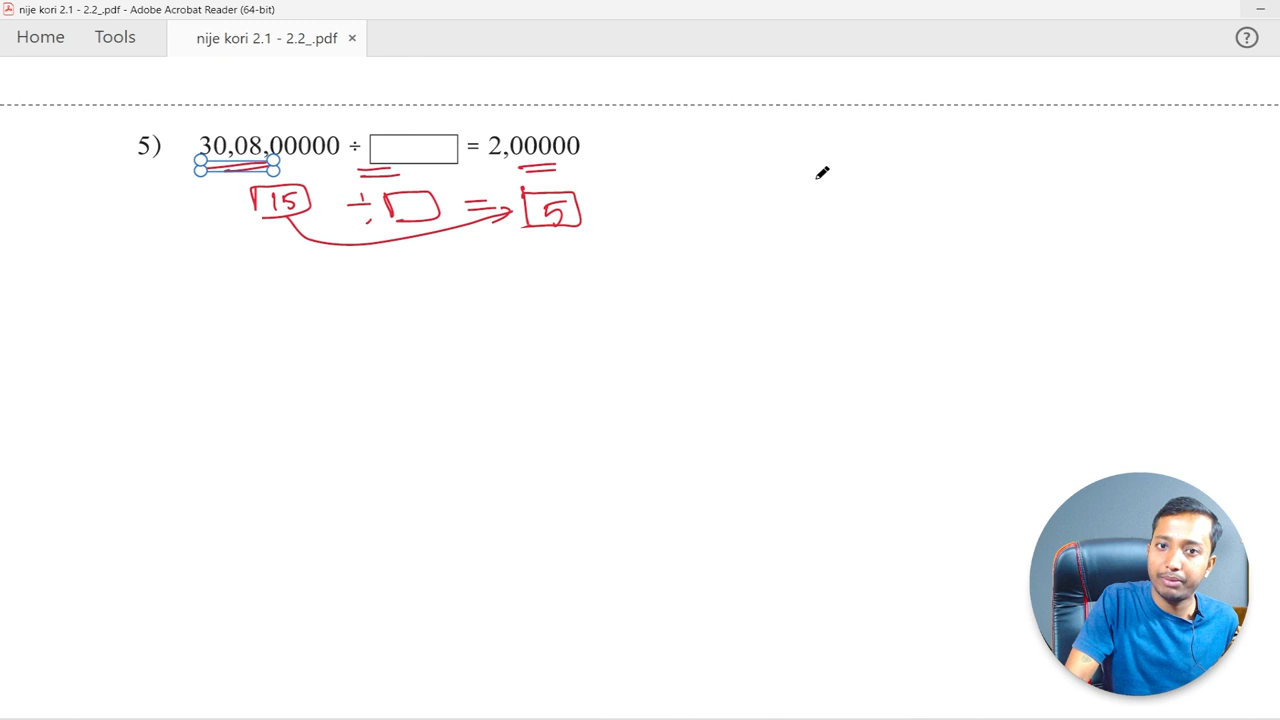 nije kori 2.1 - 2.2_.pdf - Adobe Acrobat Reader (64-bit)
Home Tools nije kori 2.1 - 2.2_.pdf × ?
5) 30,08,00000 ÷ = 2,00000
15 ÷ = 5